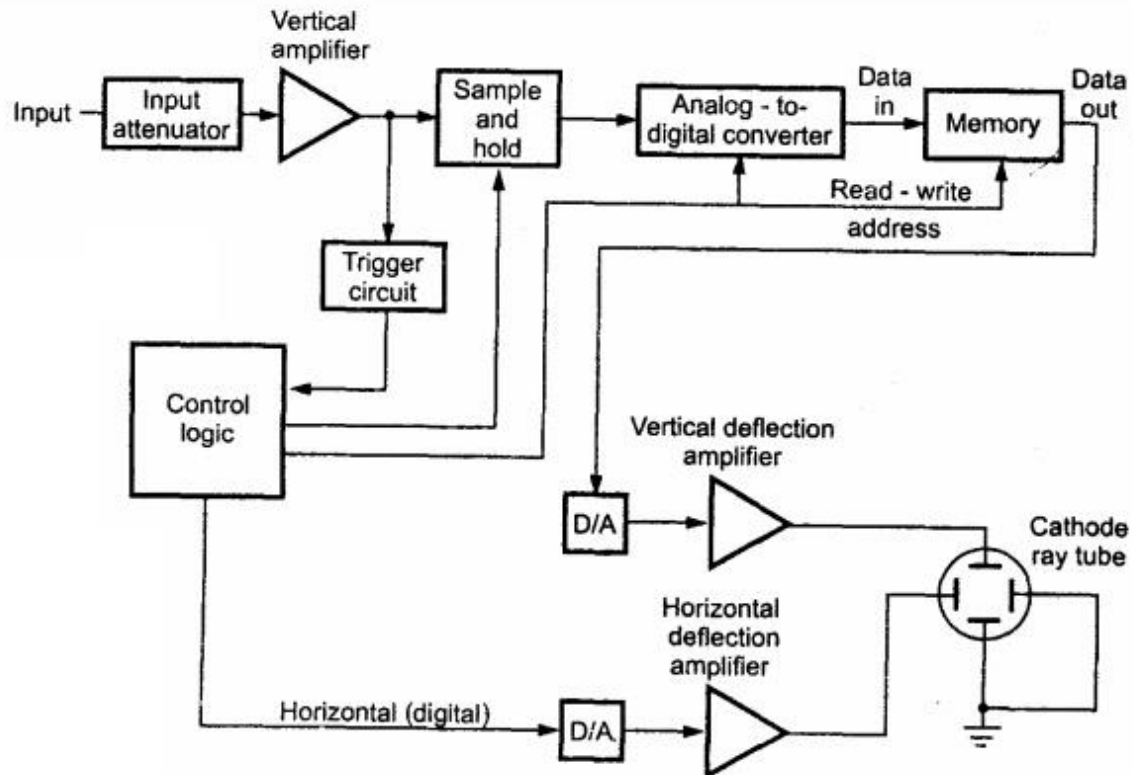 Vertical
amplifier
Input
Input
attenuator
Sample
and
hold
Analog - to-
digital converter
Data
in
Memory
Data
out
Read - write
address
Trigger
circuit
Control
logic
Vertical deflection
amplifier
D/A
Cathode
ray tube
Horizontal
deflection
amplifier
Horizontal (digital)
D/A